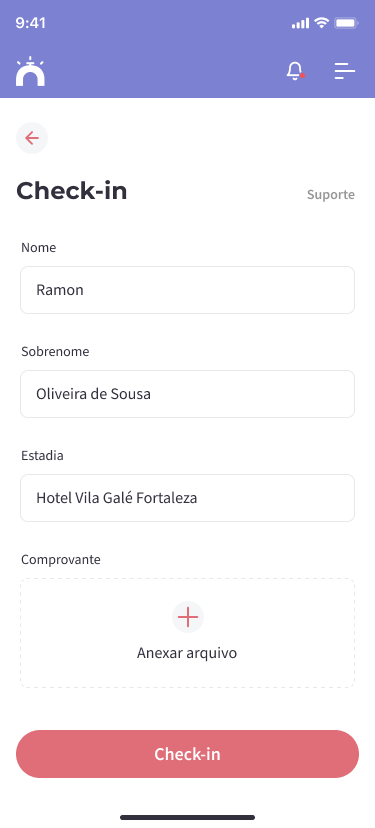 9:41
Check-in
Suporte
Nome
Ramon
Sobrenome
Oliveira de Sousa
Estadia
Hotel Vila Galé Fortaleza
Comprovante
Anexar arquivo
Check-in